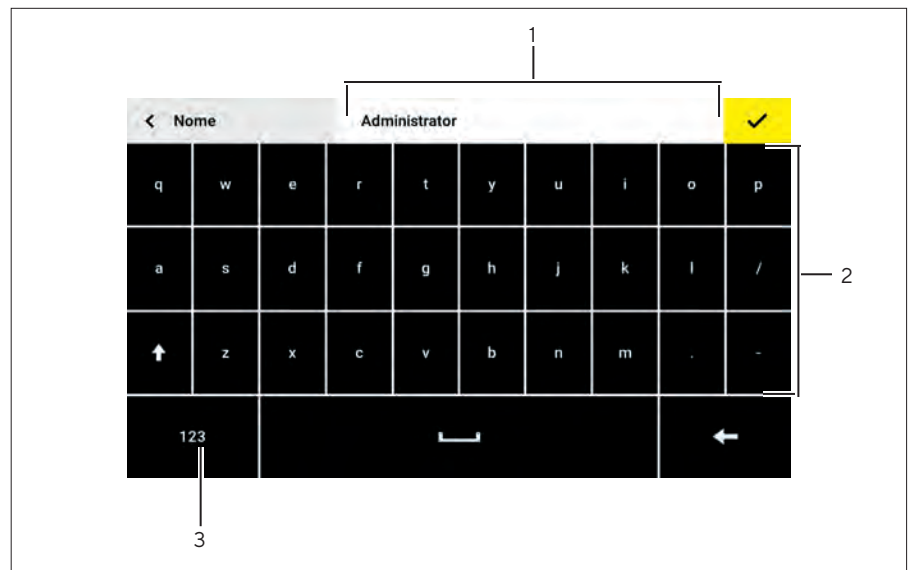 1
Nome Administrator
q w e r t y u i o p
a s d f g h j k l /
2
z x c v b n m . -
123
3